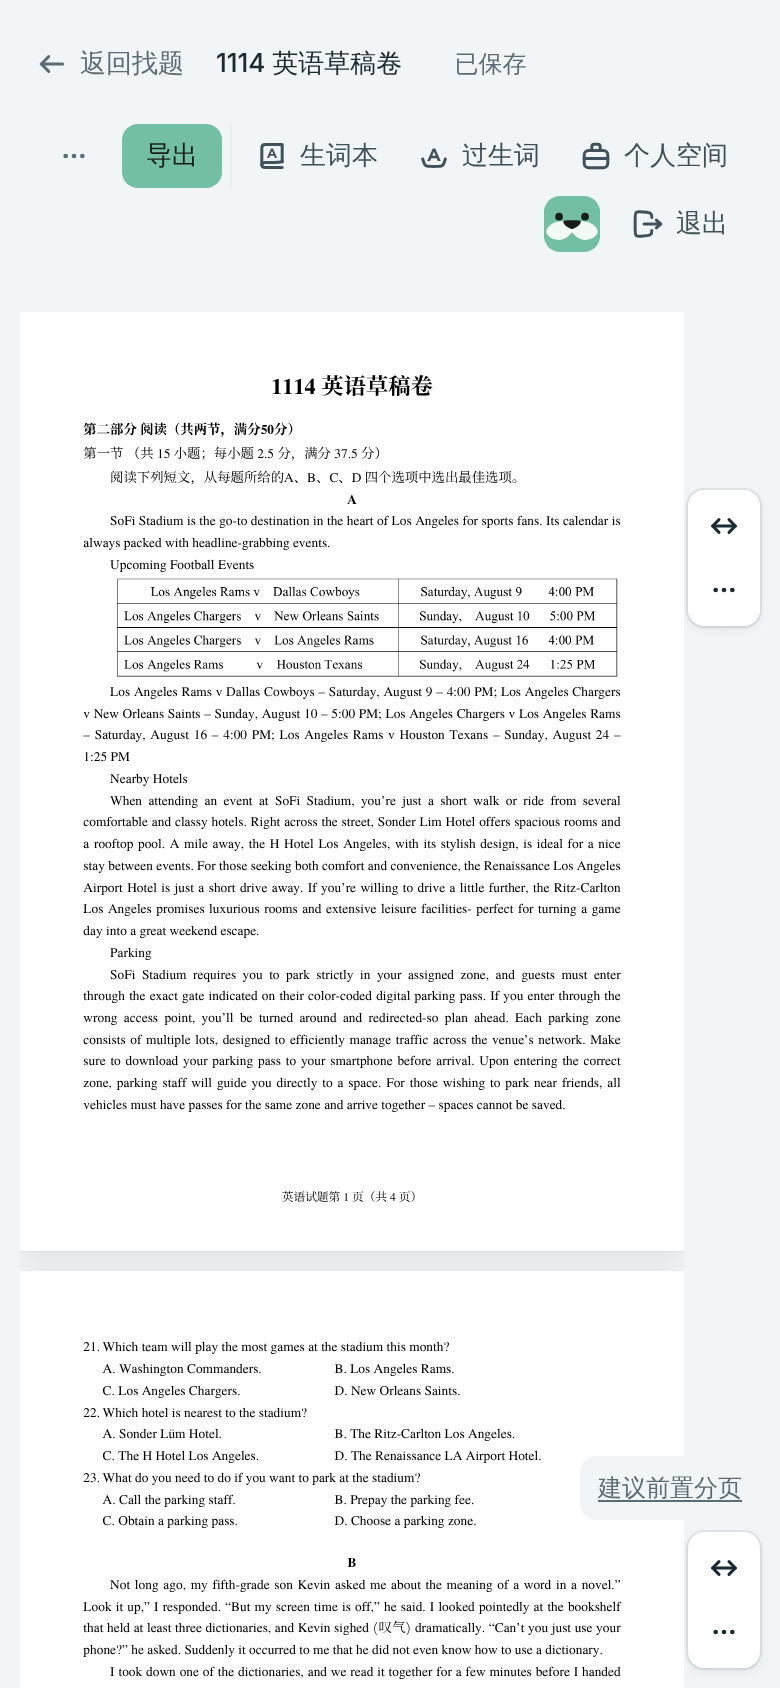 返回找题 1114 英语草稿卷 已保存
导出 生词本 过生词 个人空间
退出
1114 英语草稿卷
第二部分 阅读（共两节，满分50分）
第一节 （共 15 小题；每小题 2.5 分，满分 37.5 分）
阅读下列短文，从每题所给的A、B、C、D 四个选项中选出最佳选项。
A
SoFi Stadium is the go-to destination in the heart of Los Angeles for sports fans. Its calendar is
always packed with headline-grabbing events.
Upcoming Football Events
Los Angeles Rams v Dallas Cowboys Saturday, August 9 4:00 PM
Los Angeles Chargers v New Orleans Saints Sunday, August 10 5:00 PM
Los Angeles Chargers v Los Angeles Rams Saturday, August 16 4:00 PM
Los Angeles Rams v Houston Texans Sunday, August 24 1:25 PM
Los Angeles Rams v Dallas Cowboys – Saturday, August 9 – 4:00 PM; Los Angeles Chargers
v New Orleans Saints – Sunday, August 10 – 5:00 PM; Los Angeles Chargers v Los Angeles Rams
– Saturday, August 16 – 4:00 PM; Los Angeles Rams v Houston Texans – Sunday, August 24 –
1:25 PM
Nearby Hotels
When attending an event at SoFi Stadium, you’re just a short walk or ride from several
comfortable and classy hotels. Right across the street, Sonder Lim Hotel offers spacious rooms and
a rooftop pool. A mile away, the H Hotel Los Angeles, with its stylish design, is ideal for a nice
stay between events. For those seeking both comfort and convenience, the Renaissance Los Angeles
Airport Hotel is just a short drive away. If you’re willing to drive a little further, the Ritz-Carlton
Los Angeles promises luxurious rooms and extensive leisure facilities- perfect for turning a game
day into a great weekend escape.
Parking
SoFi Stadium requires you to park strictly in your assigned zone, and guests must enter
through the exact gate indicated on their color-coded digital parking pass. If you enter through the
wrong access point, you’ll be turned around and redirected-so plan ahead. Each parking zone
consists of multiple lots, designed to efficiently manage traffic across the venue’s network. Make
sure to download your parking pass to your smartphone before arrival. Upon entering the correct
zone, parking staff will guide you directly to a space. For those wishing to park near friends, all
vehicles must have passes for the same zone and arrive together – spaces cannot be saved.
英语试题第 1 页（共 4 页）
21. Which team will play the most games at the stadium this month?
A. Washington Commanders. B. Los Angeles Rams.
C. Los Angeles Chargers. D. New Orleans Saints.
22. Which hotel is nearest to the stadium?
A. Sonder Lüm Hotel. B. The Ritz-Carlton Los Angeles.
C. The H Hotel Los Angeles. D. The Renaissance LA Airport Hotel.
23. What do you need to do if you want to park at the stadium?
A. Call the parking staff. B. Prepay the parking fee.
C. Obtain a parking pass. D. Choose a parking zone.
建议前置分页
B
Not long ago, my fifth-grade son Kevin asked me about the meaning of a word in a novel.”
Look it up,” I responded. “But my screen time is off,” he said. I looked pointedly at the bookshelf
that held at least three dictionaries, and Kevin sighed (叹气) dramatically. “Can’t you just use your
phone?” he asked. Suddenly it occurred to me that he did not even know how to use a dictionary.
I took down one of the dictionaries, and we read it together for a few minutes before I handed